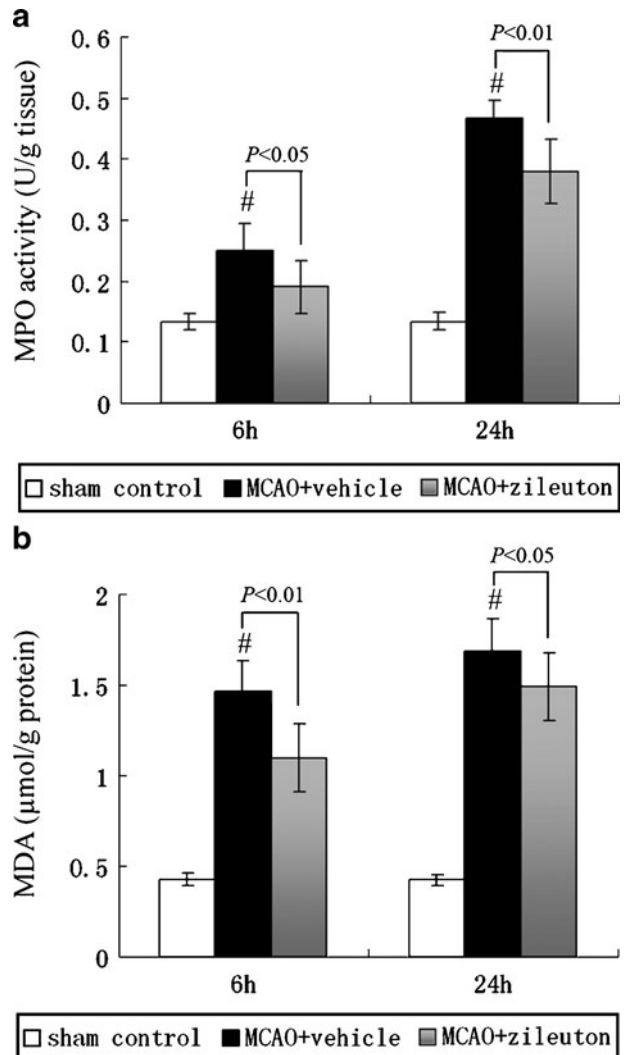 a
MPO activity (U/g tissue)
0.6
0.5
0.4
0.3
0.2
0.1
0
P<0.05
#
P<0.01
#
6h 24h
sham control MCAO+vehicle MCAO+zileuton
b
MDA (μmol/g protein)
2
1.5
1
0.5
0
P<0.01
#
P<0.05
#
6h 24h
sham control MCAO+vehicle MCAO+zileuton